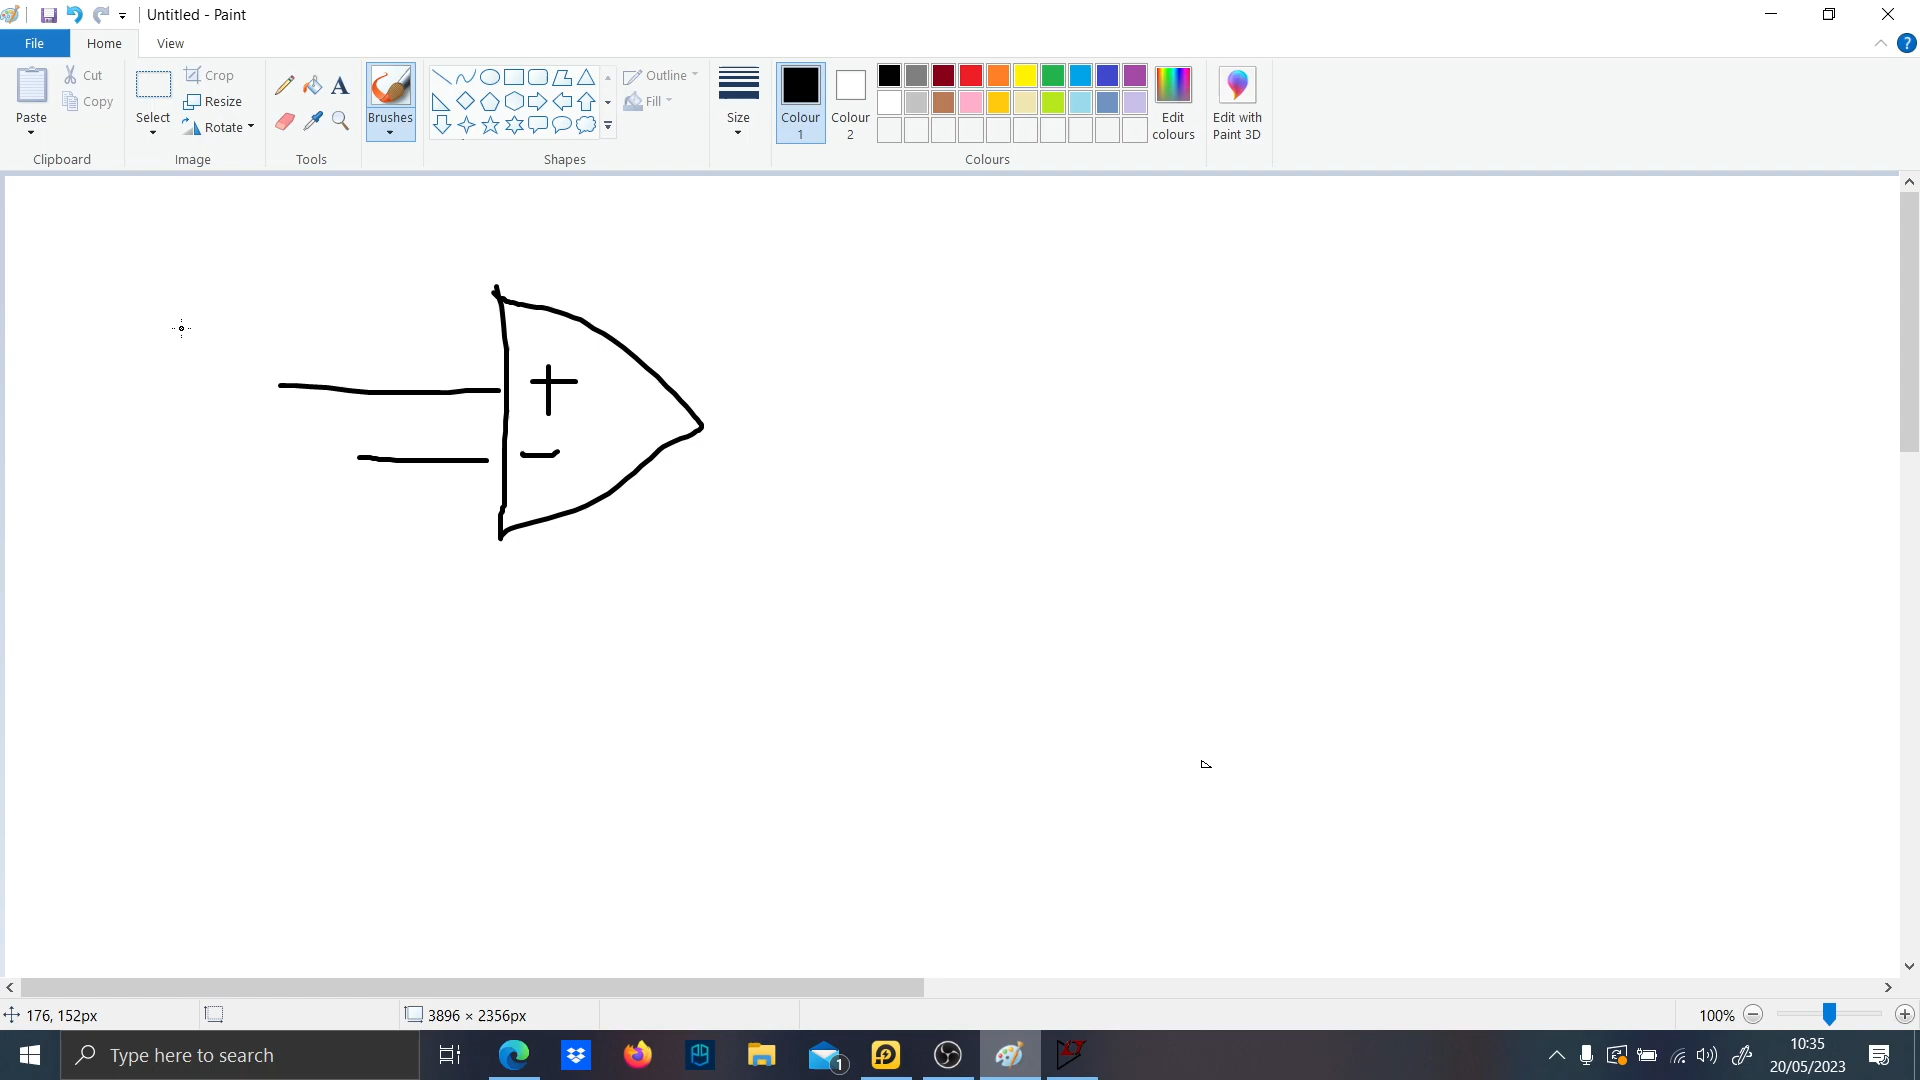 Untitled - Paint
File Home View
Paste Cut Copy
Clipboard
Select Crop Resize Rotate
Image
Tools
Brushes
Outline Fill
Shapes
Size
Colour 1 Colour 2
Edit colours
Colours
Edit with Paint 3D
?
A
+
−
176, 152px
3896 × 2356px
100%
Type here to search
1
10:35
20/05/2023